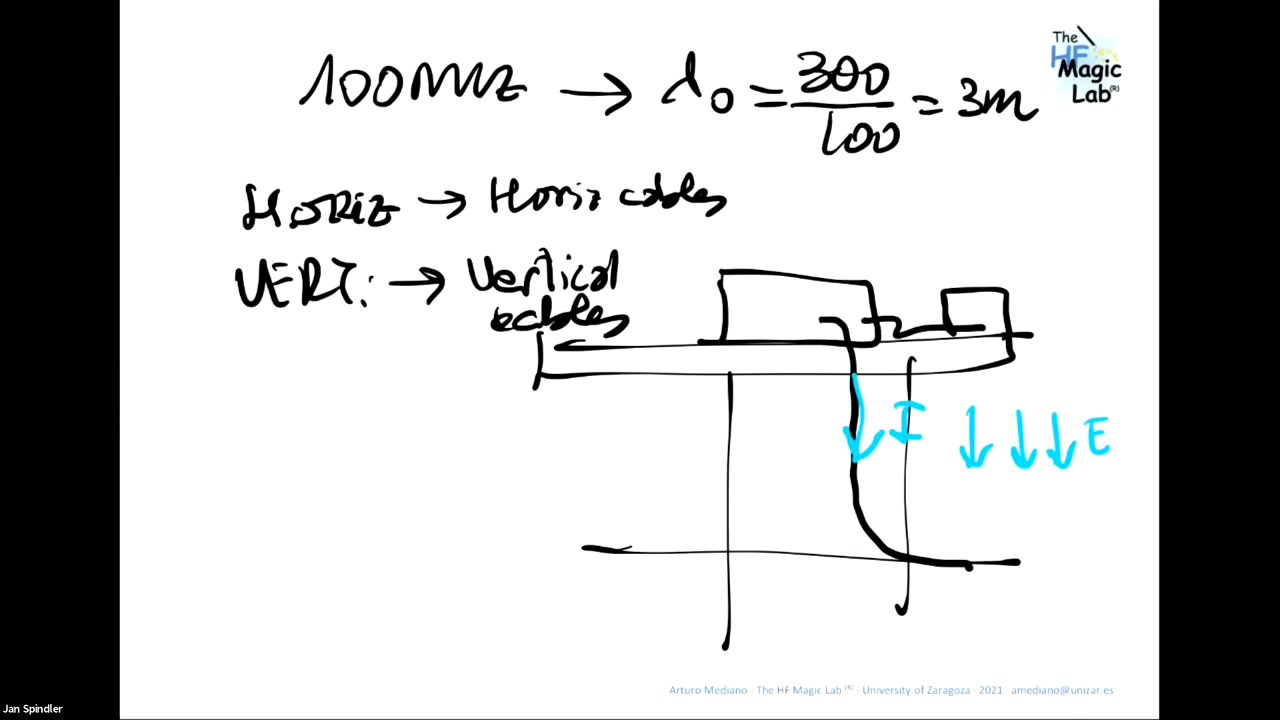 100MHz → λ0 = 300/100 = 3m
The
HF
Magic
Lab(R)
HORIZ → Horiz cables
VERT: → Vertical
cables
I
E
Arturo Mediano · The HF Magic Lab (R) · University of Zaragoza · 2021 · amediano@unizar.es
Jan Spindler